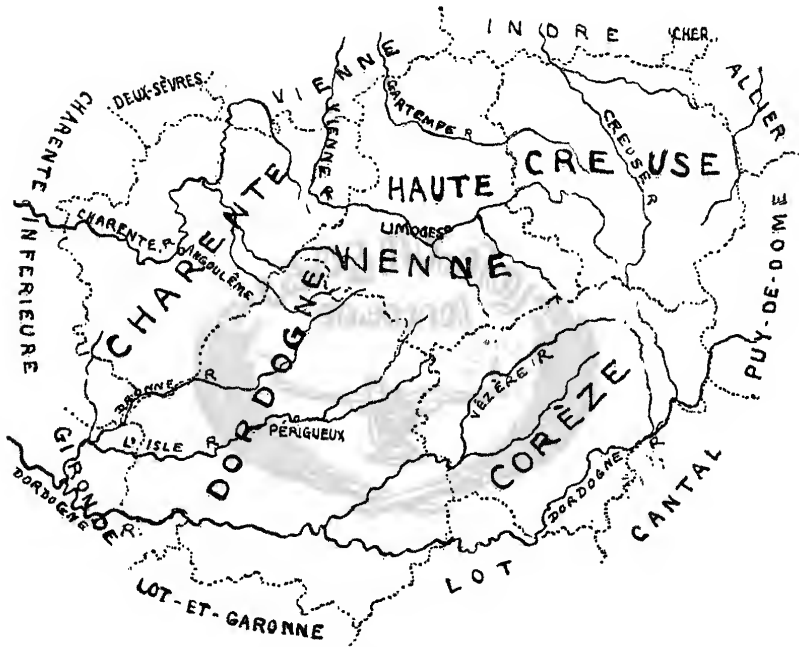 INDRE
CHER.
ALLIER
VIENNE
DEUX-SÈVRES
CHARENTE INFERIEURE
VIENNE R
GARTEMPE R
CREUSE R
CREUSE
HAUTE VIENNE
LIMOGES
CHARENTE R
ANGOULÊME
CHARENTE
PUY-DE-DOME
DORDOGNE
DRONNE R
L'ISLE R
PÉRIGUEUX
VÉZÈRE R
CORÈZE
GIRONDE
DORDOGNE R.
DORDOGNE R
CANTAL
LOT
LOT-ET-GARONNE